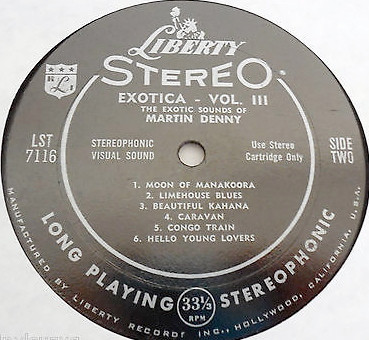 LIBERTY
STEREO
EXOTICA - VOL. III
THE EXOTIC SOUNDS OF
MARTIN DENNY
LST
7116
STEREOPHONIC
VISUAL SOUND
Use Stereo
Cartridge Only
SIDE
TWO
1. MOON OF MANAKOORA
2. LIMEHOUSE BLUES
3. BEAUTIFUL KAHANA
4. CARAVAN
5. CONGO TRAIN
6. HELLO YOUNG LOVERS
LONG PLAYING 33⅓ RPM STEREOPHONIC
MANUFACTURED BY LIBERTY RECORDS INC., HOLLYWOOD, CALIFORNIA, U.S.A.